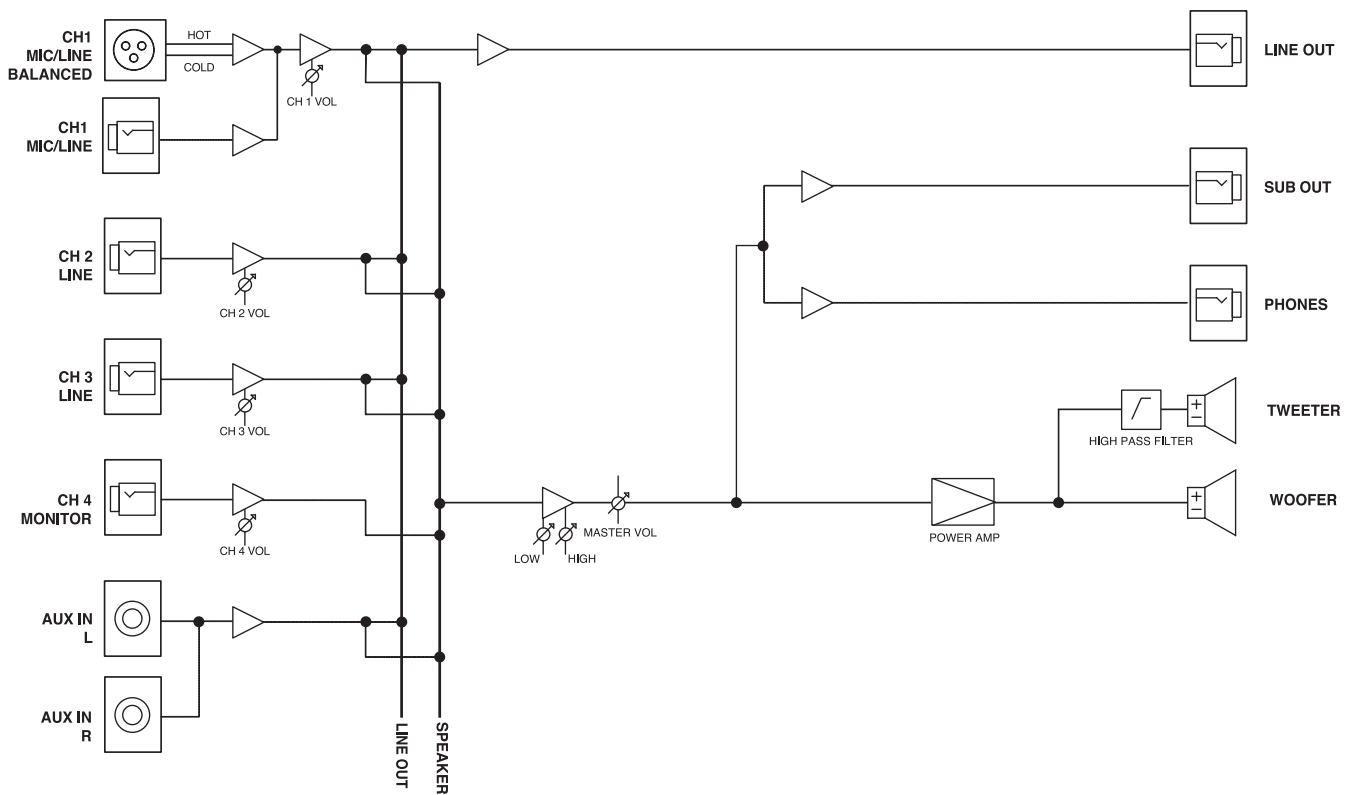 CH1
MIC/LINE
BALANCED
HOT
COLD
CH 1 VOL
LINE OUT
CH1
MIC/LINE
SUB OUT
CH 2
LINE
CH 2 VOL
PHONES
CH 3
LINE
CH 3 VOL
+
−
TWEETER
HIGH PASS FILTER
CH 4
MONITOR
CH 4 VOL
LOW
HIGH
MASTER VOL
POWER AMP
+
−
WOOFER
AUX IN
L
AUX IN
R
LINE OUT
SPEAKER